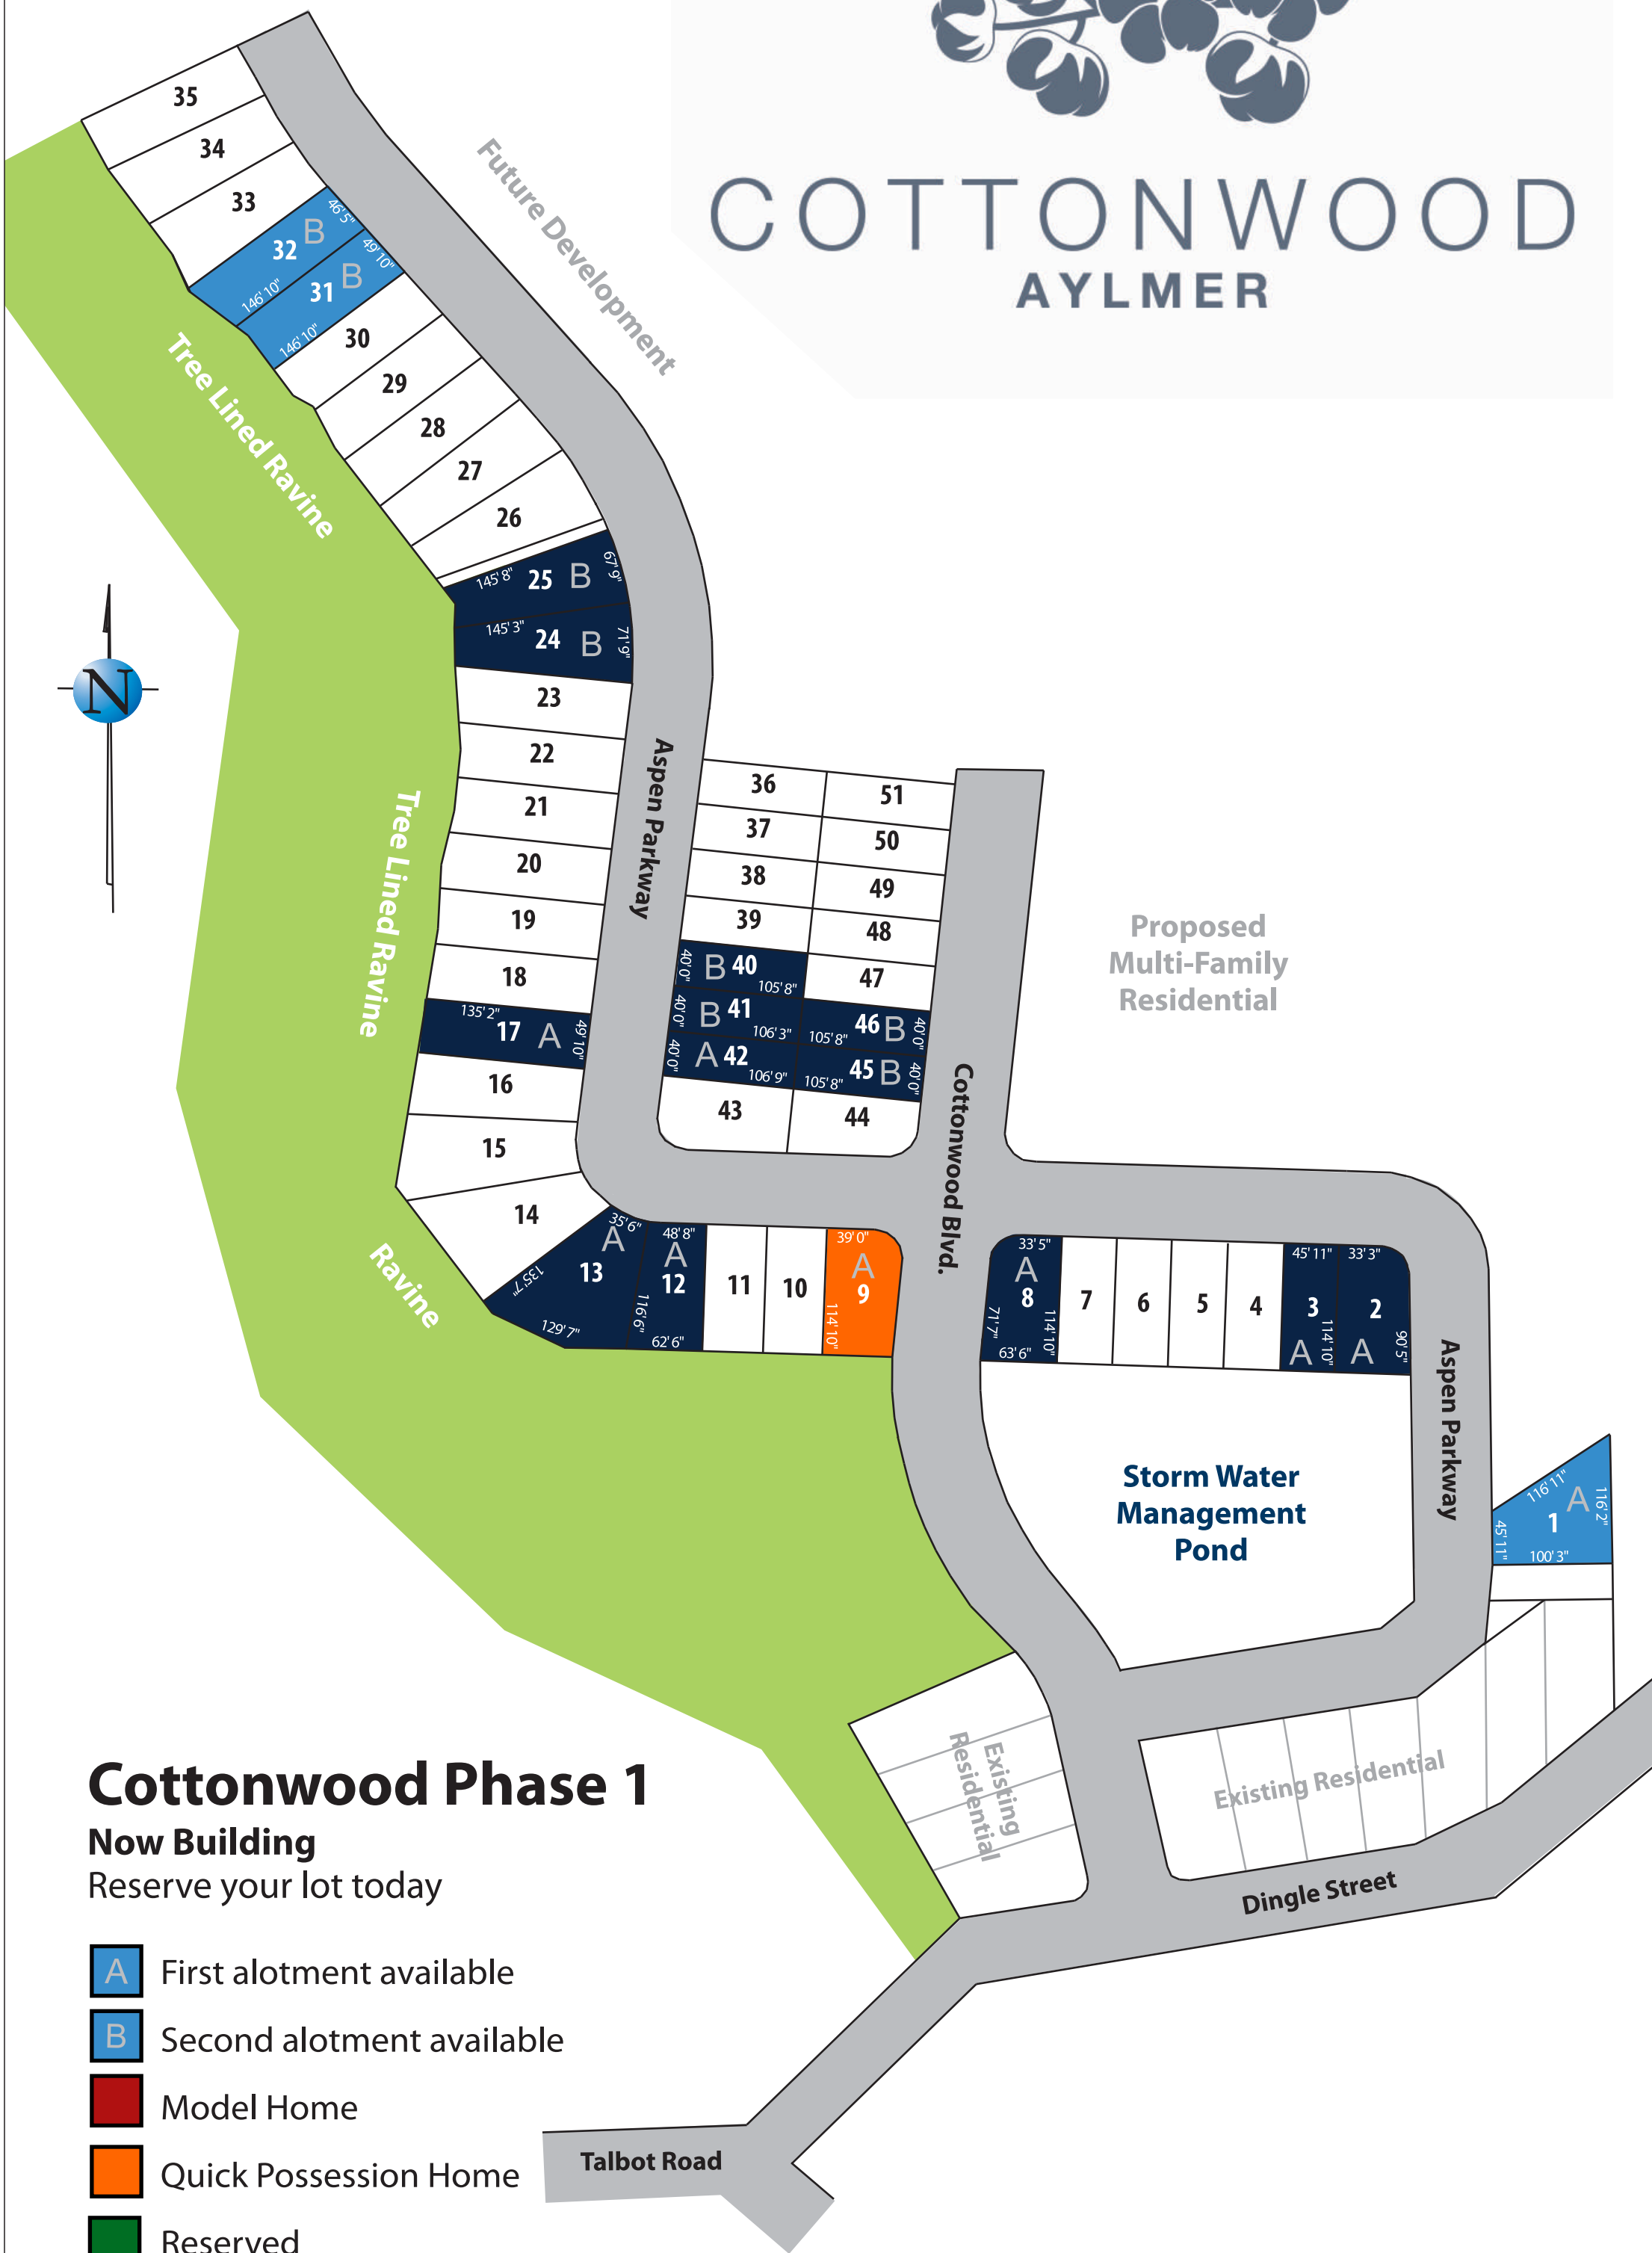 COTTONWOOD
AYLMER
35
34
33
46'5"
B
32
49'10"
B
31
146'10"
146'10"
30
29
28
27
26
Future Development
Tree Lined Ravine
67'9"
145'8"
25
B
145'3"
24
B
71'9"
N
23
22
21
20
19
18
135'2"
17
A
49'10"
16
15
14
Tree Lined Ravine
Aspen Parkway
36
51
37
50
38
49
39
48
40'0"
B
40
105'8"
47
40'0"
B
41
106'3"
105'8"
46
B
40'0"
40'0"
A
42
106'9"
105'8"
45
B
40'0"
43
44
Proposed
Multi-Family
Residential
Cottonwood Blvd.
Ravine
35'6"
A
13
135'7"
129'7"
48'8"
A
12
116'6"
62'6"
11
10
39'0"
A
9
114'10"
33'5"
A
8
71'7"
114'10"
63'6"
7
6
5
4
45'11"
3
A
114'10"
33'3"
2
A
90'5"
Aspen Parkway
Storm Water
Management
Pond
116'11"
A
116'2"
1
45'11"
100'3"
Existing
Residential
Existing Residential
Dingle Street
Talbot Road
Cottonwood Phase 1
Now Building
Reserve your lot today
A First alotment available
B Second alotment available
Model Home
Quick Possession Home
Reserved